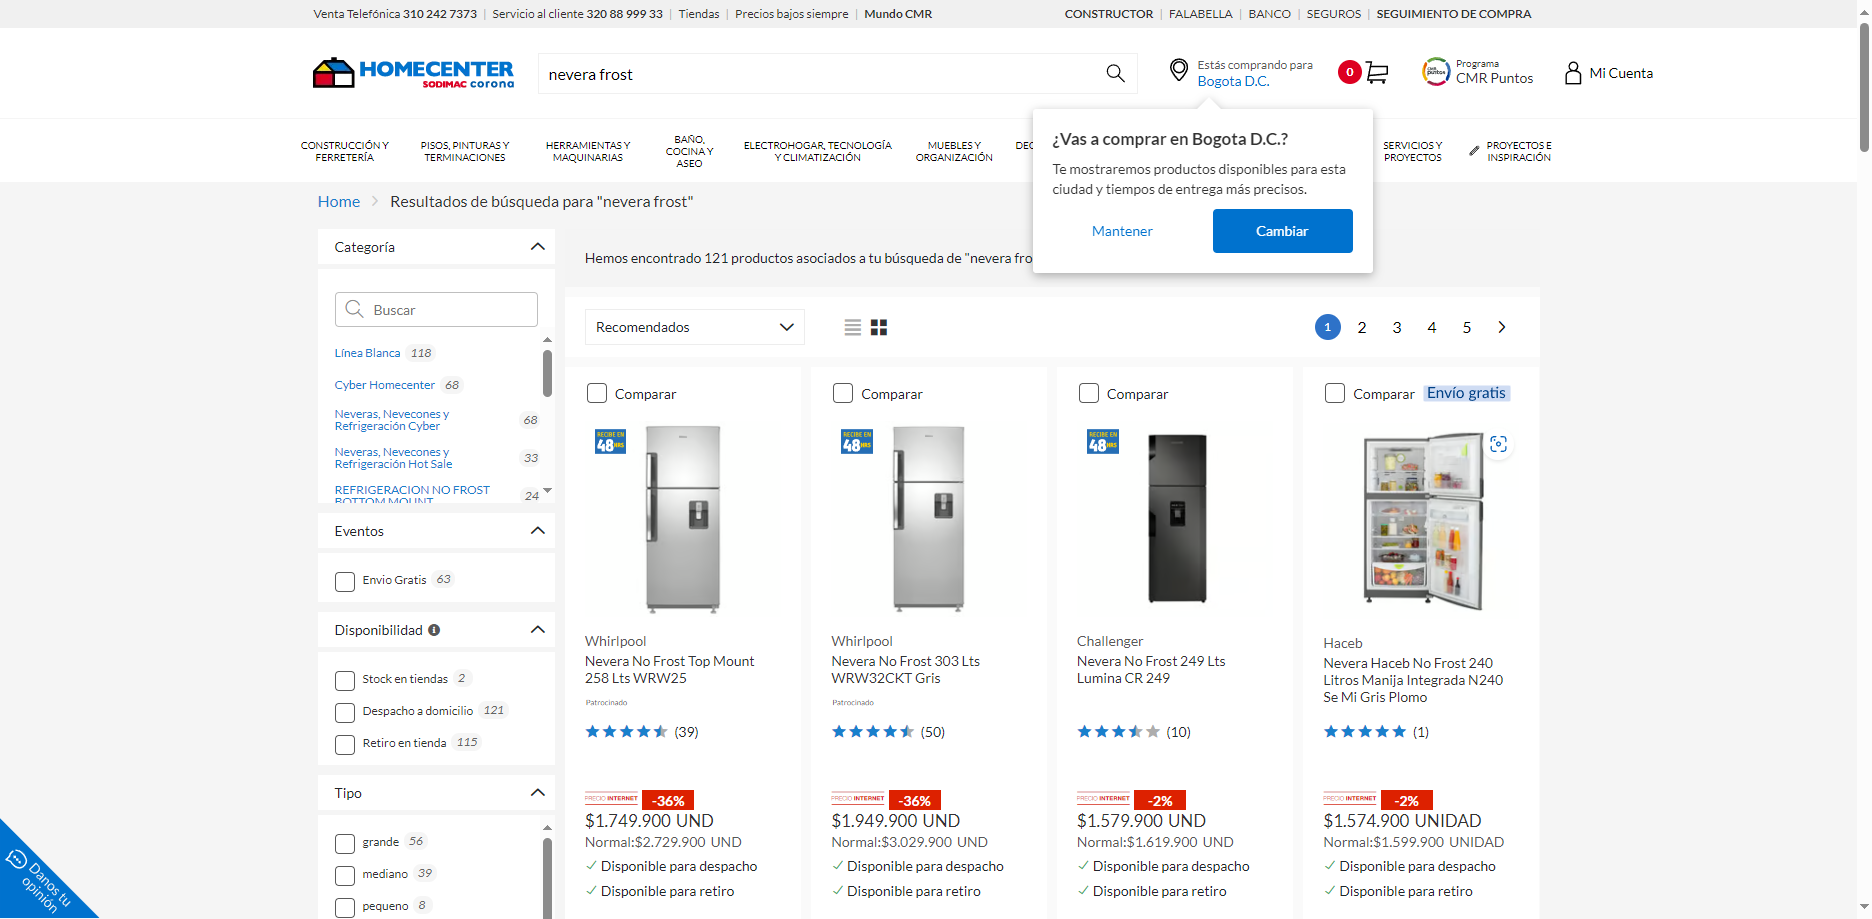 Venta Telefónica 310 242 7373 | Servicio al cliente 320 88 999 33 | Tiendas | Precios bajos siempre | Mundo CMR
CONSTRUCTOR | FALABELLA | BANCO | SEGUROS | SEGUIMIENTO DE COMPRA
HOMECENTER
SODIMAC corona
nevera frost
Estás comprando para
Bogota D.C.
0
CMR puntos
Programa
CMR Puntos
Mi Cuenta
CONSTRUCCIÓN Y
FERRETERÍA
PISOS, PINTURAS Y
TERMINACIONES
HERRAMIENTAS Y
MAQUINARIAS
BAÑO,
COCINA Y
ASEO
ELECTROHOGAR, TECNOLOGÍA
Y CLIMATIZACIÓN
MUEBLES Y
ORGANIZACIÓN
DEC
SERVICIOS Y
PROYECTOS
PROYECTOS E
INSPIRACIÓN
¿Vas a comprar en Bogota D.C.?
Te mostraremos productos disponibles para esta
ciudad y tiempos de entrega más precisos.
Mantener
Cambiar
Home
Resultados de búsqueda para "nevera frost"
Hemos encontrado 121 productos asociados a tu búsqueda de "nevera fro
Categoría
Buscar
Línea Blanca 118
Cyber Homecenter 68
Neveras, Nevecones y
Refrigeración Cyber 68
Neveras, Nevecones y
Refrigeración Hot Sale 33
REFRIGERACION NO FROST
BOTTOM MOUNT 24
Eventos
Envio Gratis 63
Disponibilidad
Stock en tiendas 2
Despacho a domicilio 121
Retiro en tienda 115
Tipo
grande 56
mediano 39
pequeno 8
Danos tu
opinión
Recomendados
1 2 3 4 5
Comparar
RECIBE EN
48HRS
Whirlpool
Nevera No Frost Top Mount
258 Lts WRW25
Patrocinado
(39)
PRECIO INTERNET -36%
$1.749.900 UND
Normal:$2.729.900 UND
Disponible para despacho
Disponible para retiro
Comparar
RECIBE EN
48HRS
Whirlpool
Nevera No Frost 303 Lts
WRW32CKT Gris
Patrocinado
(50)
PRECIO INTERNET -36%
$1.949.900 UND
Normal:$3.029.900 UND
Disponible para despacho
Disponible para retiro
Comparar
RECIBE EN
48HRS
Challenger
Nevera No Frost 249 Lts
Lumina CR 249
(10)
PRECIO INTERNET -2%
$1.579.900 UND
Normal:$1.619.900 UND
Disponible para despacho
Disponible para retiro
Comparar
Envío gratis
Haceb
Nevera Haceb No Frost 240
Litros Manija Integrada N240
Se Mi Gris Plomo
(1)
PRECIO INTERNET -2%
$1.574.900 UNIDAD
Normal:$1.599.900 UNIDAD
Disponible para despacho
Disponible para retiro